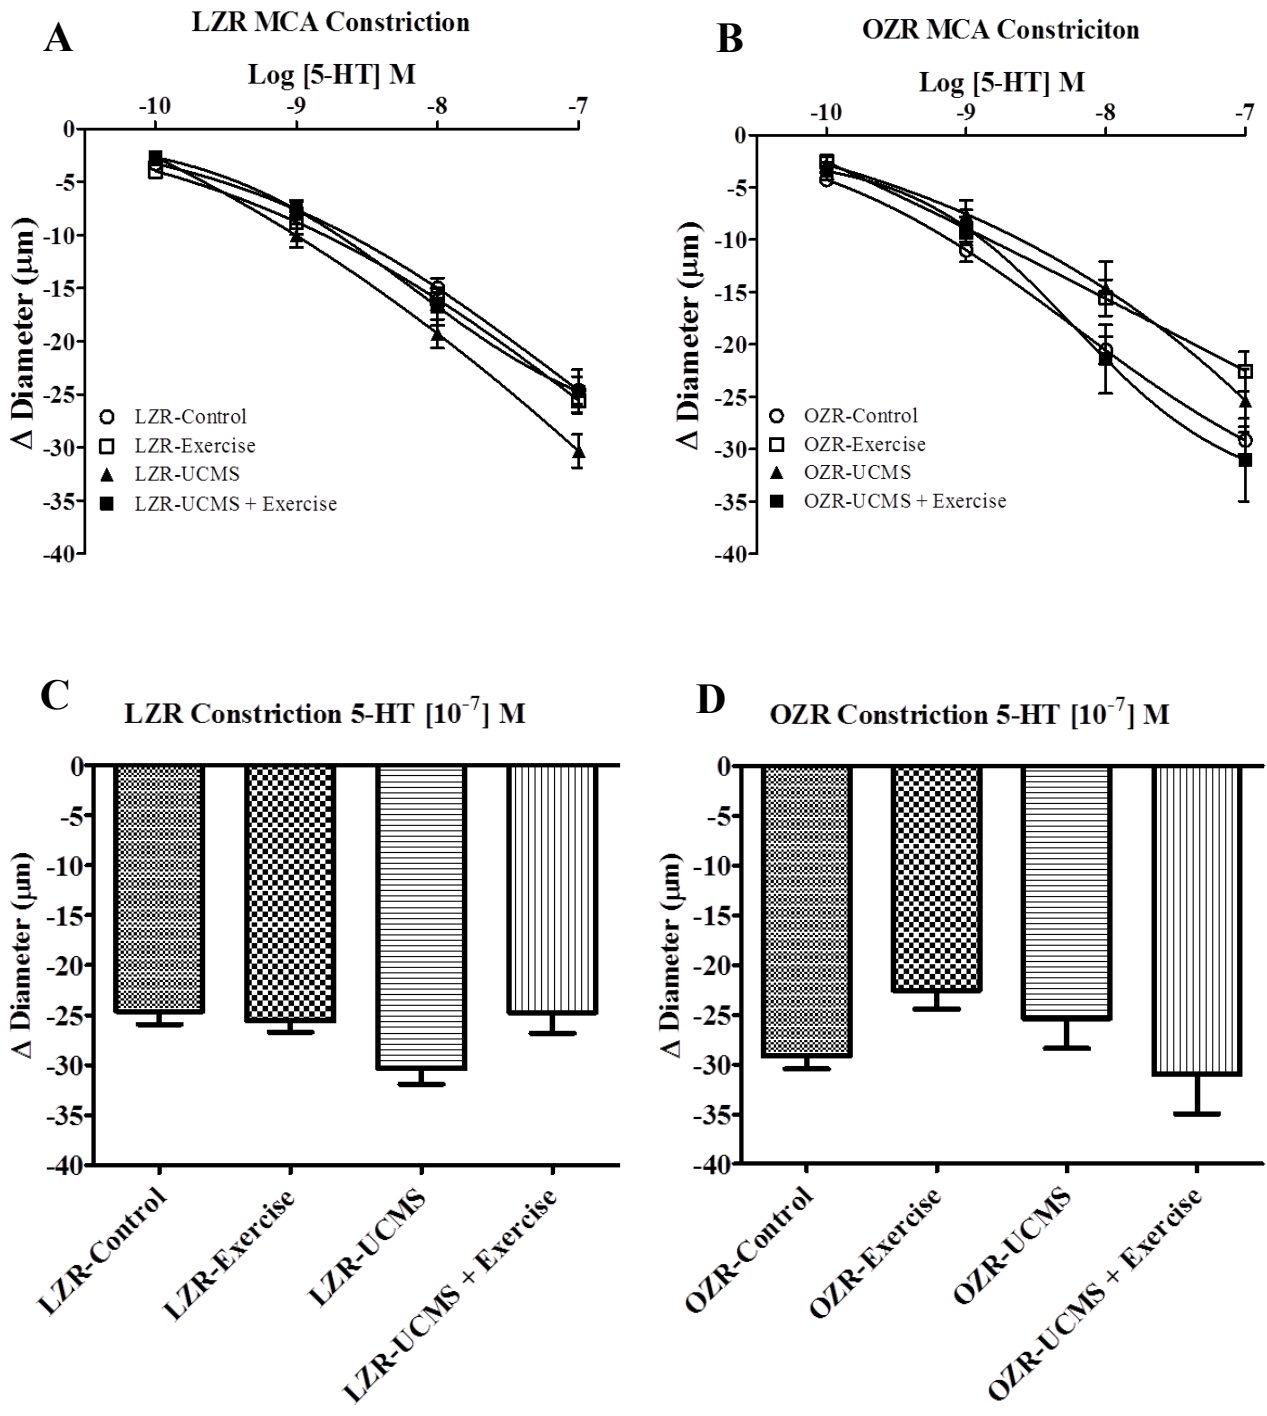 A
LZR MCA Constriction
Log [5-HT] M
-10 -9 -8 -7
0
-5
-10
-15
-20
-25
-30
-35
-40
Δ Diameter (μm)
LZR-Control
LZR-Exercise
LZR-UCMS
LZR-UCMS + Exercise
B
OZR MCA Constriciton
Log [5-HT] M
-10 -9 -8 -7
0
-5
-10
-15
-20
-25
-30
-35
-40
Δ Diameter (μm)
OZR-Control
OZR-Exercise
OZR-UCMS
OZR-UCMS + Exercise
C
LZR Constriction 5-HT [10⁻⁷] M
0
-5
-10
-15
-20
-25
-30
-35
-40
Δ Diameter (μm)
LZR-Control
LZR-Exercise
LZR-UCMS
LZR-UCMS + Exercise
D
OZR Constriction 5-HT [10⁻⁷] M
0
-5
-10
-15
-20
-25
-30
-35
-40
Δ Diameter (μm)
OZR-Control
OZR-Exercise
OZR-UCMS
OZR-UCMS + Exercise